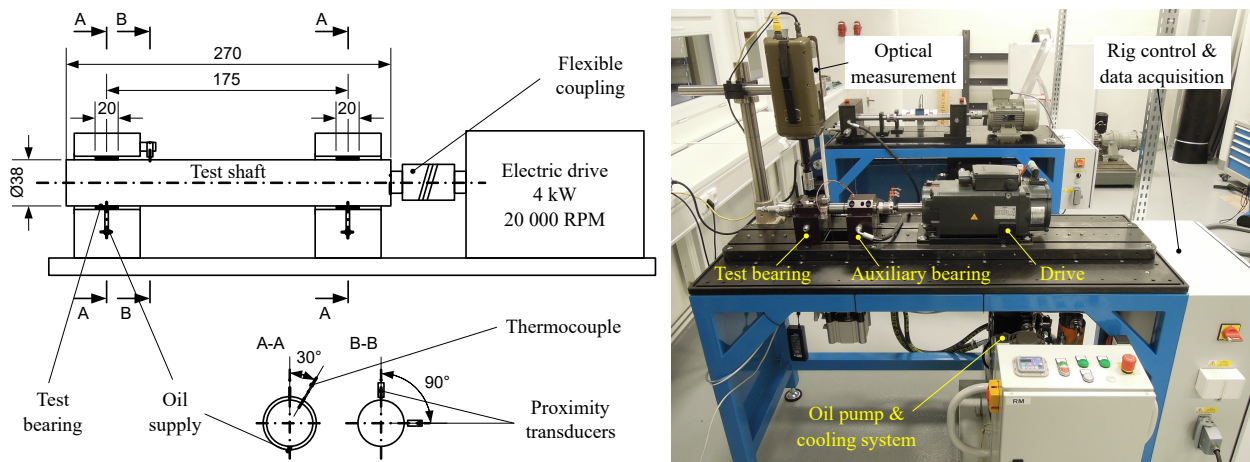 A
B
A
270
175
20
20
Flexible
coupling
Optical
measurement
Rig control &
data acquisition
Ø38
Test shaft
Electric drive
4 kW
20 000 RPM
Test bearing
Auxiliary bearing
Drive
A
B
A
Thermocouple
A-A
B-B
30°
90°
Test
bearing
Oil
supply
Proximity
transducers
Oil pump &
cooling system
RM